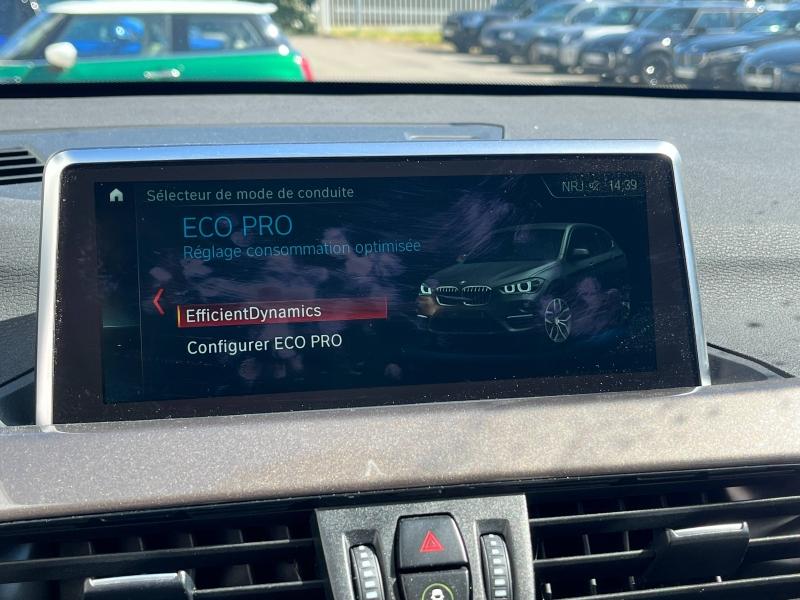 Sélecteur de mode de conduite
NRJ 14:39
ECO PRO
Réglage consommation optimisée
EfficientDynamics
Configurer ECO PRO